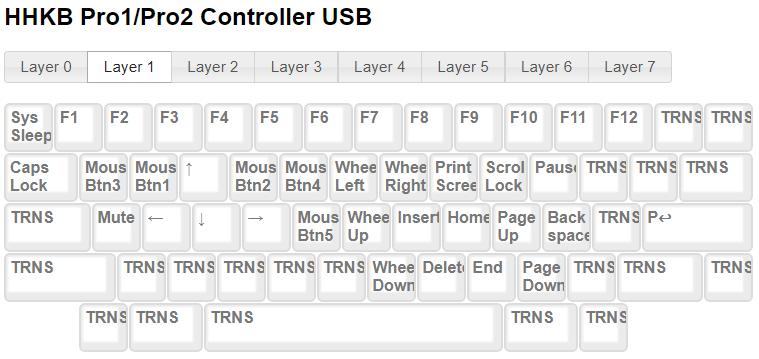 HHKB Pro1/Pro2 Controller USB
Layer 0 Layer 1 Layer 2 Layer 3 Layer 4 Layer 5 Layer 6 Layer 7
Sys F1 F2 F3 F4 F5 F6 F7 F8 F9 F10 F11 F12 TRNS TRNS
Sleep
Caps Mous Mous ↑ Mous Mous Whee Whee Print Scrol Paus TRNS TRNS TRNS
Lock Btn3 Btn1 Btn2 Btn4 Left Right Scree Lock
TRNS Mute ← ↓ → Mous Whee Insert Home Page Back TRNS P↩
Btn5 Up Up space
TRNS TRNS TRNS TRNS TRNS TRNS Whee Delete End Page TRNS TRNS TRNS
Down Down
TRNS TRNS TRNS TRNS TRNS